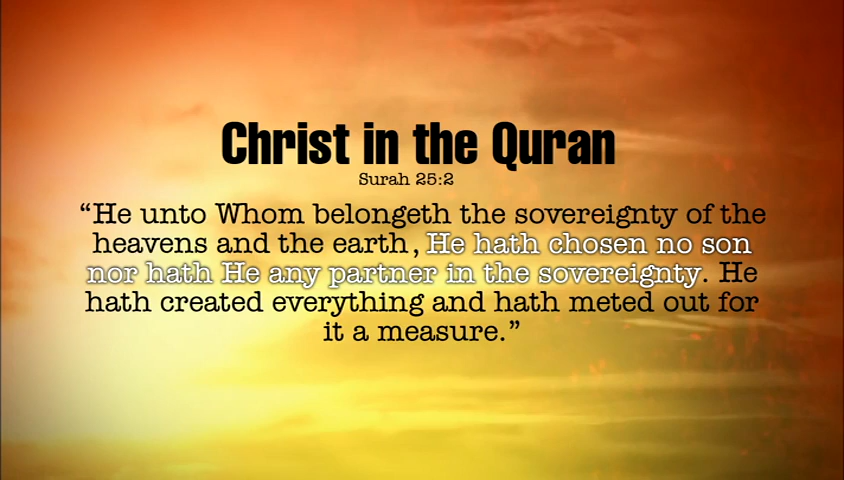 Christ in the Quran
Surah 25:2
“He unto Whom belongeth the sovereignty of the
heavens and the earth, He hath chosen no son
nor hath He any partner in the sovereignty. He
hath created everything and hath meted out for
it a measure.”